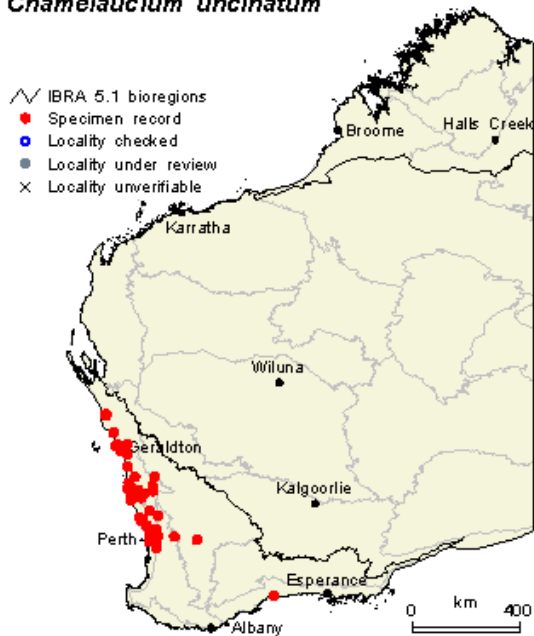 Chamelaucium uncinatum
IBRA 5.1 bioregions
Specimen record
Locality checked
Locality under review
Locality unverifiable
Broome
Halls Creek
Karratha
Wiluna
Geraldton
Kalgoorlie
Perth
Esperance
Albany
0 km 400